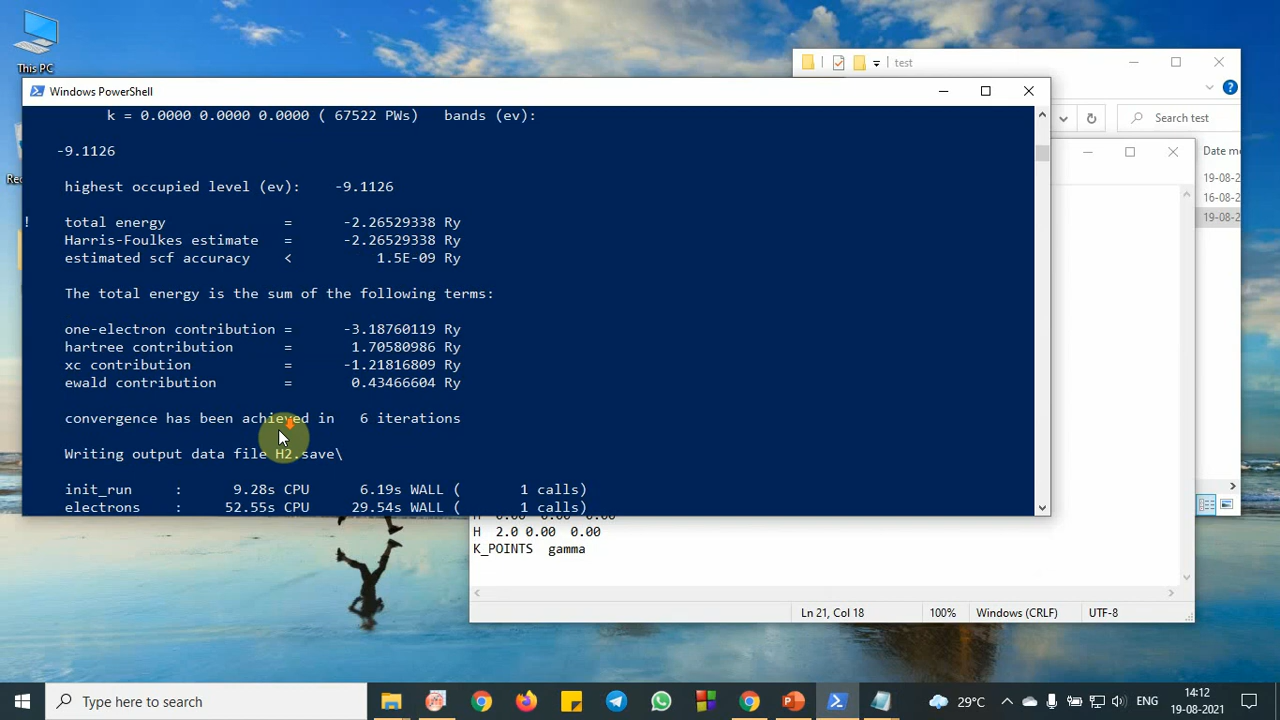 This PC
test
Windows PowerShell
Search test
k = 0.0000 0.0000 0.0000 ( 67522 PWs)   bands (ev):
-9.1126
highest occupied level (ev):    -9.1126
!    total energy              =      -2.26529338 Ry
Harris-Foulkes estimate   =      -2.26529338 Ry
estimated scf accuracy    <          1.5E-09 Ry
The total energy is the sum of the following terms:
one-electron contribution =      -3.18760119 Ry
hartree contribution      =       1.70580986 Ry
xc contribution           =      -1.21816809 Ry
ewald contribution        =       0.43466604 Ry
convergence has been achieved in   6 iterations
Writing output data file H2.save\
init_run     :      9.28s CPU      6.19s WALL (       1 calls)
electrons    :     52.55s CPU     29.54s WALL (       1 calls)
Date m
19-08-2
16-08-2
19-08-2
H  2.0 0.00  0.00
K_POINTS  gamma
Ln 21, Col 18
100%
Windows (CRLF)
UTF-8
Type here to search
29°C
ENG
14:12
19-08-2021